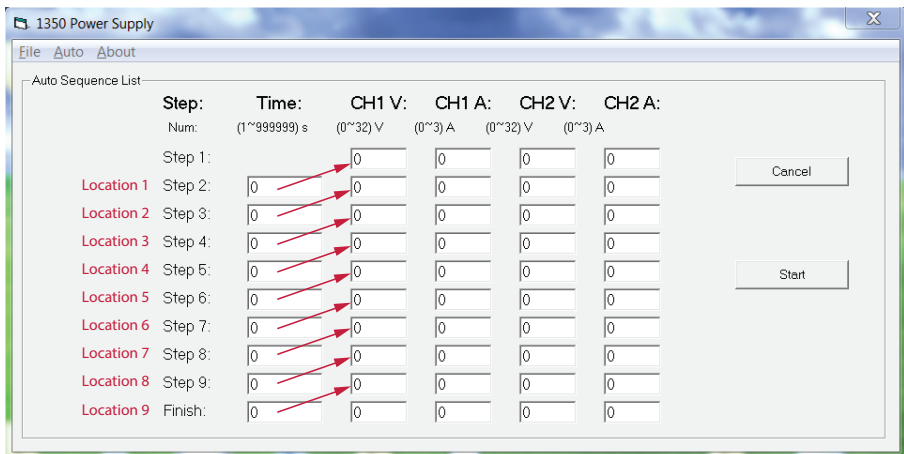 1350 Power Supply
File Auto About
Auto Sequence List
Step: Time: CH1 V: CH1 A: CH2 V: CH2 A:
Num: (1~999999) s (0~32) V (0~3) A (0~32) V (0~3) A
Step 1: 0 0 0 0
Cancel
Location 1 Step 2: 0 0 0 0 0
Location 2 Step 3: 0 0 0 0 0
Location 3 Step 4: 0 0 0 0 0
Location 4 Step 5: 0 0 0 0 0
Start
Location 5 Step 6: 0 0 0 0 0
Location 6 Step 7: 0 0 0 0 0
Location 7 Step 8: 0 0 0 0 0
Location 8 Step 9: 0 0 0 0 0
Location 9 Finish: 0 0 0 0 0